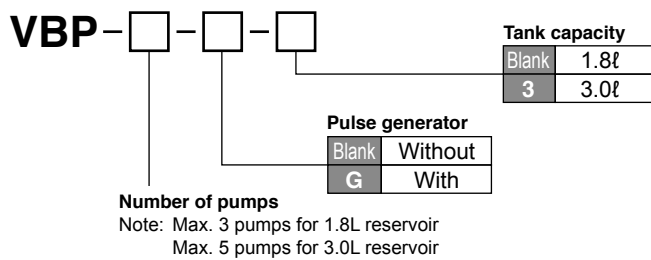 VBP-□-□-□
Tank capacity
Blank 1.8ℓ
3 3.0ℓ
Pulse generator
Blank Without
G With
Number of pumps
Note: Max. 3 pumps for 1.8L reservoir
Max. 5 pumps for 3.0L reservoir